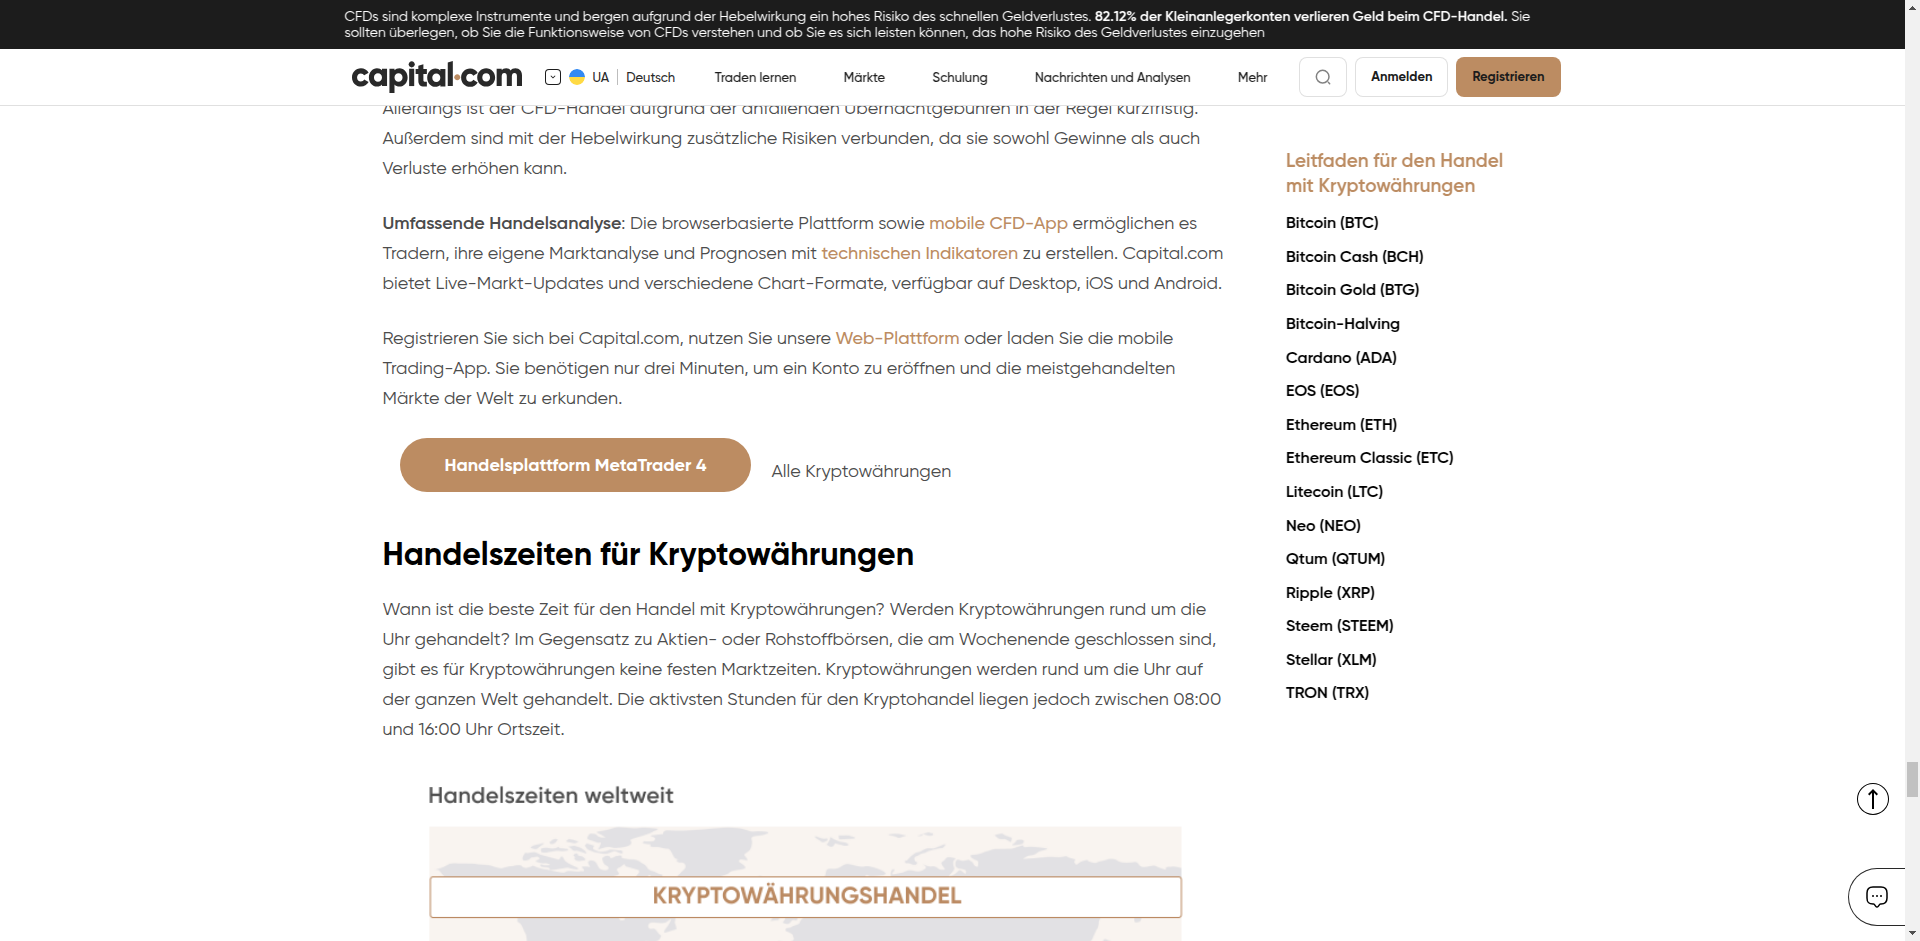 CFDs sind komplexe Instrumente und bergen aufgrund der Hebelwirkung ein hohes Risiko des schnellen Geldverlustes. 82.12% der Kleinanlegerkonten verlieren Geld beim CFD-Handel. Sie
sollten überlegen, ob Sie die Funktionsweise von CFDs verstehen und ob Sie es sich leisten können, das hohe Risiko des Geldverlustes einzugehen
capital.com UA Deutsch Traden lernen Märkte Schulung Nachrichten und Analysen Mehr Anmelden Registrieren
Allerdings ist der CFD-Handel aufgrund der anfallenden Übernachtgebühren in der Regel kurzfristig.
Außerdem sind mit der Hebelwirkung zusätzliche Risiken verbunden, da sie sowohl Gewinne als auch
Verluste erhöhen kann.
Umfassende Handelsanalyse: Die browserbasierte Plattform sowie mobile CFD-App ermöglichen es
Tradern, ihre eigene Marktanalyse und Prognosen mit technischen Indikatoren zu erstellen. Capital.com
bietet Live-Markt-Updates und verschiedene Chart-Formate, verfügbar auf Desktop, iOS und Android.
Registrieren Sie sich bei Capital.com, nutzen Sie unsere Web-Plattform oder laden Sie die mobile
Trading-App. Sie benötigen nur drei Minuten, um ein Konto zu eröffnen und die meistgehandelten
Märkte der Welt zu erkunden.
Handelsplattform MetaTrader 4
Alle Kryptowährungen
Handelszeiten für Kryptowährungen
Wann ist die beste Zeit für den Handel mit Kryptowährungen? Werden Kryptowährungen rund um die
Uhr gehandelt? Im Gegensatz zu Aktien- oder Rohstoffbörsen, die am Wochenende geschlossen sind,
gibt es für Kryptowährungen keine festen Marktzeiten. Kryptowährungen werden rund um die Uhr auf
der ganzen Welt gehandelt. Die aktivsten Stunden für den Kryptohandel liegen jedoch zwischen 08:00
und 16:00 Uhr Ortszeit.
Handelszeiten weltweit
KRYPTOWÄHRUNGSHANDEL
Leitfaden für den Handel
mit Kryptowährungen
Bitcoin (BTC)
Bitcoin Cash (BCH)
Bitcoin Gold (BTG)
Bitcoin-Halving
Cardano (ADA)
EOS (EOS)
Ethereum (ETH)
Ethereum Classic (ETC)
Litecoin (LTC)
Neo (NEO)
Qtum (QTUM)
Ripple (XRP)
Steem (STEEM)
Stellar (XLM)
TRON (TRX)